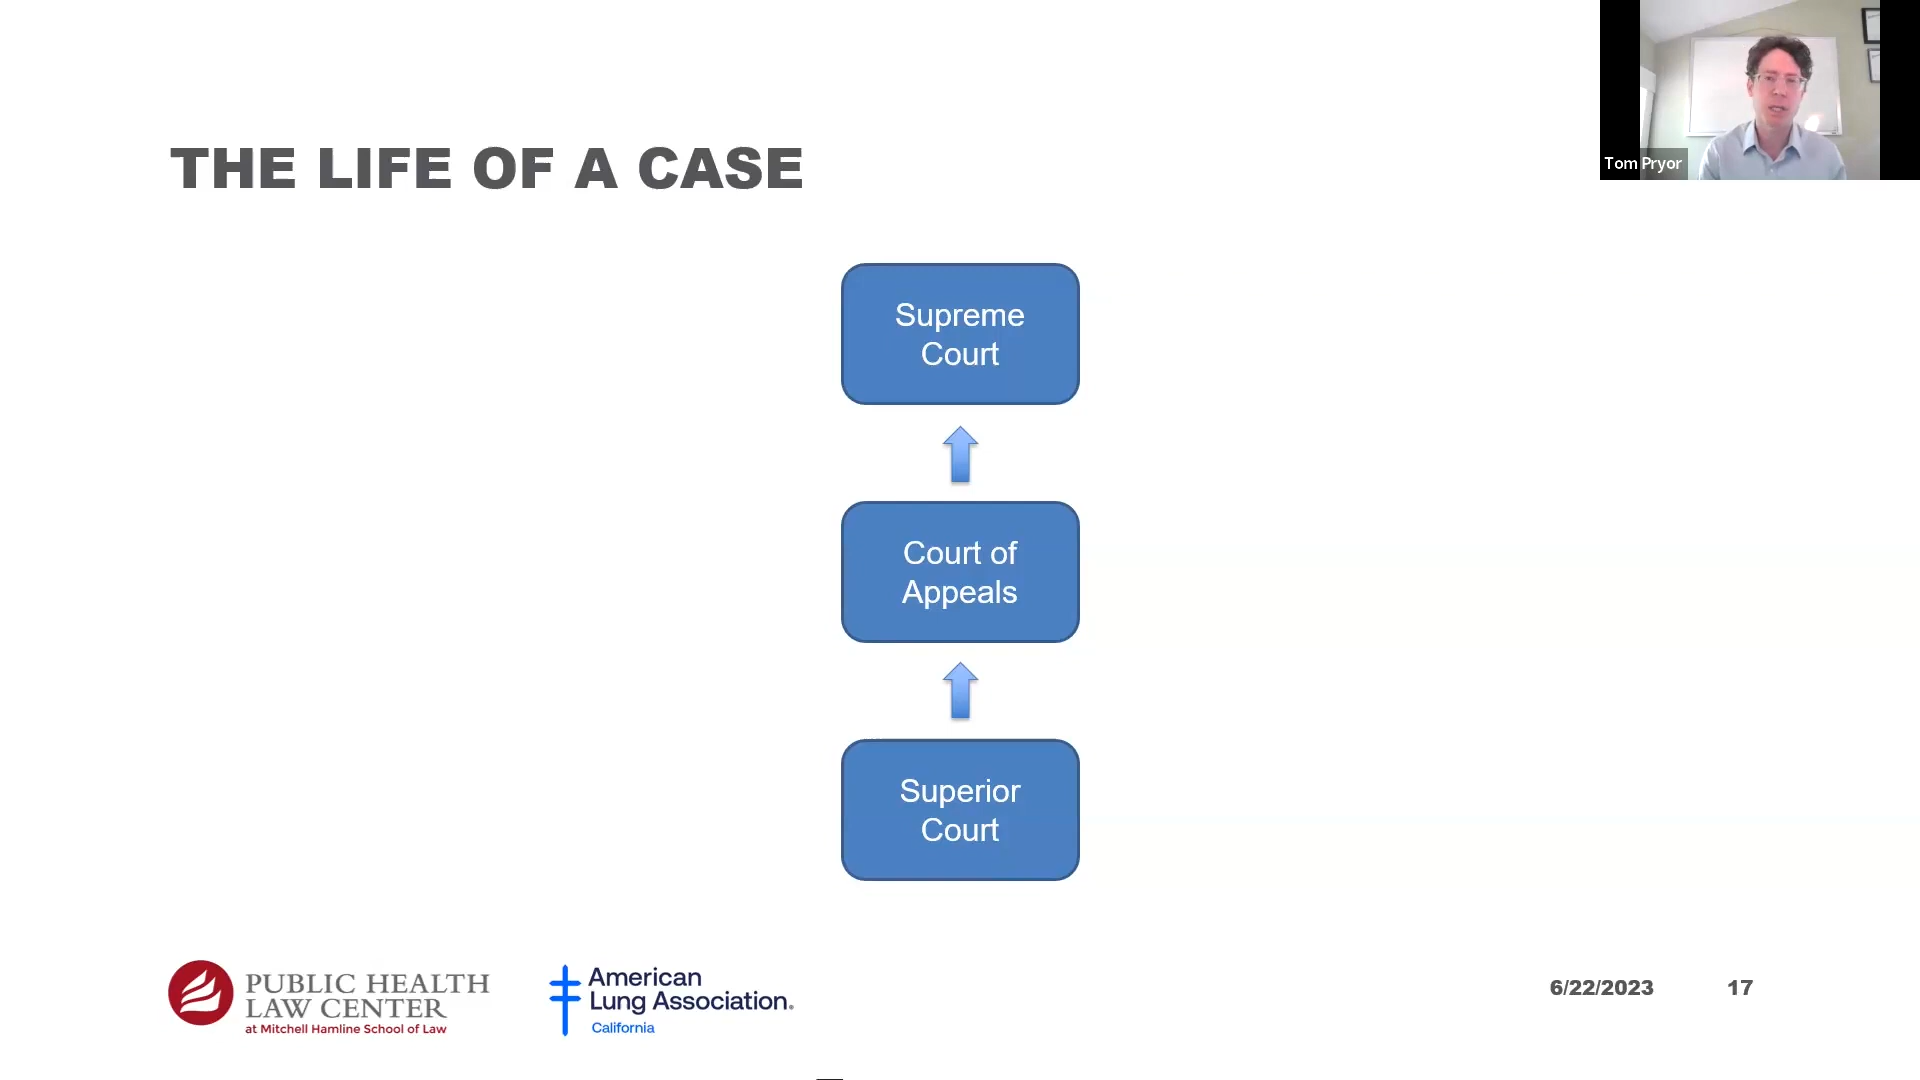 THE LIFE OF A CASE
Tom Pryor
Supreme
Court
Court of
Appeals
Superior
Court
PUBLIC HEALTH
LAW CENTER
at Mitchell Hamline School of Law
American
Lung Association.
California
6/22/2023
17